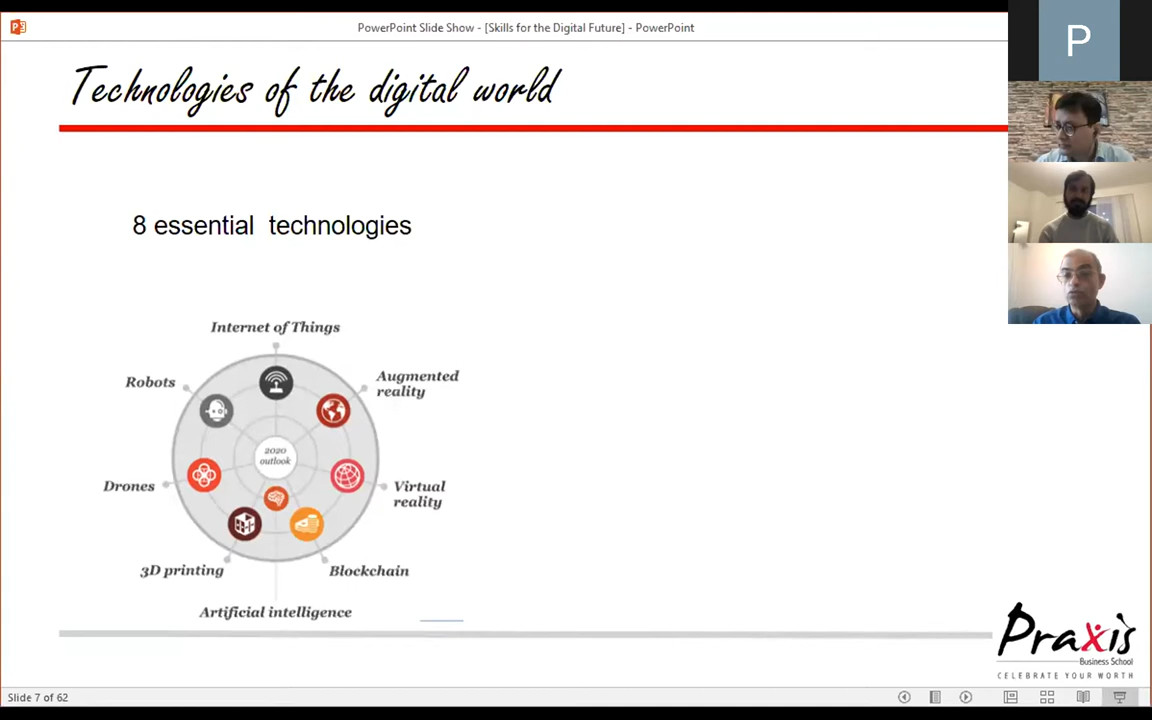 PowerPoint Slide Show - [Skills for the Digital Future] - PowerPoint
P
Technologies of the digital world
8 essential technologies
Internet of Things
Robots
Augmented
reality
2020
outlook
Drones
Virtual
reality
3D printing
Blockchain
Artificial intelligence
Praxis
Business School
CELEBRATE YOUR WORTH
Slide 7 of 62